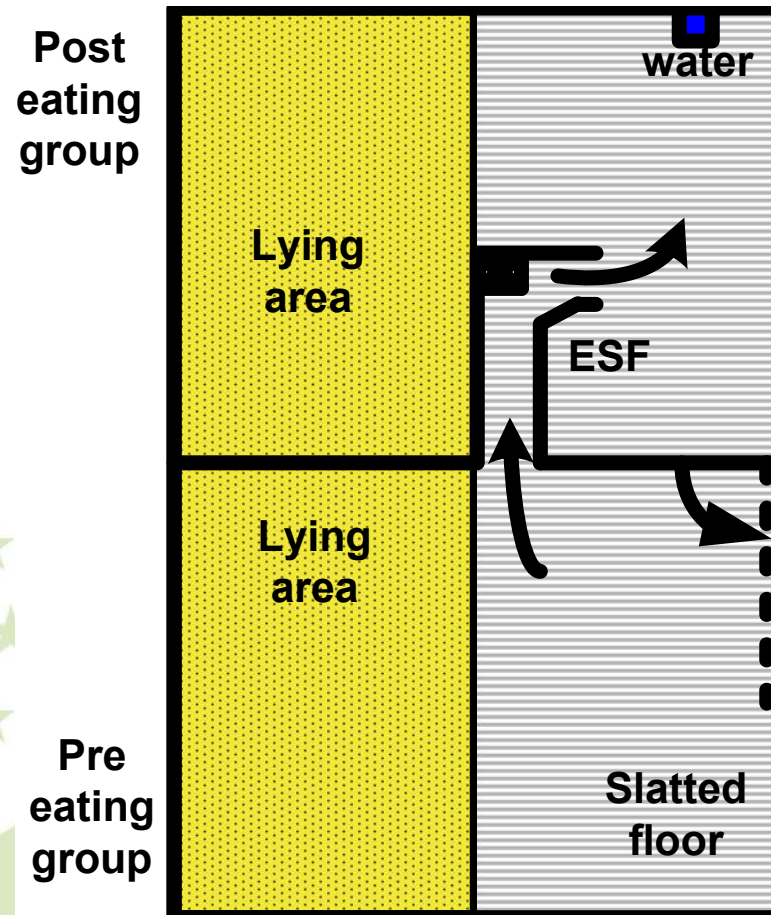 Post
eating
group
water
Lying
area
ESF
Lying
area
Pre
eating
group
Slatted
floor